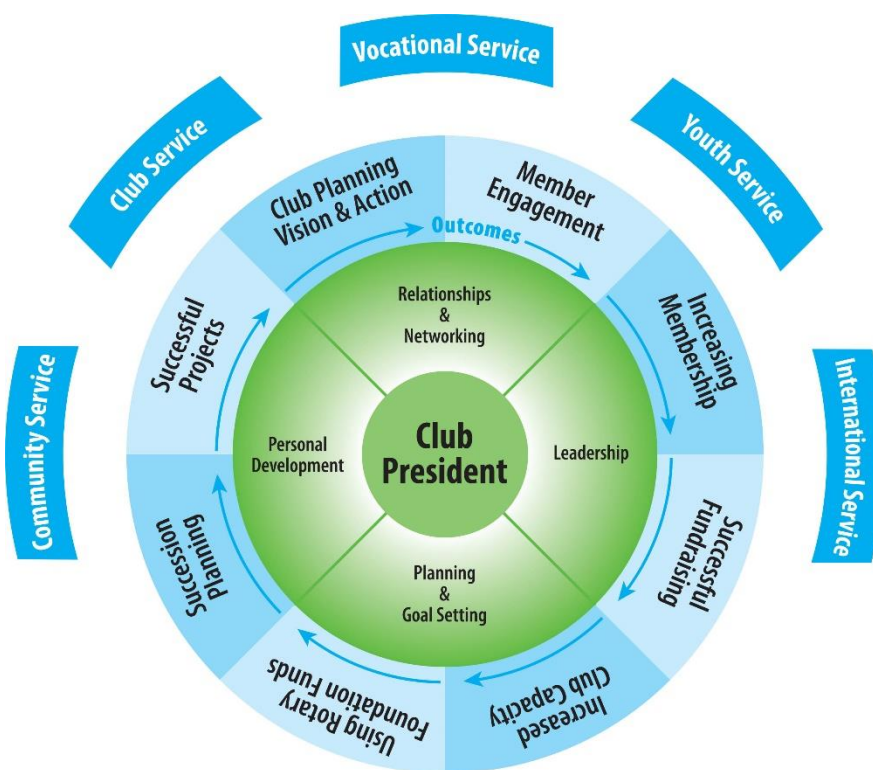 Vocational Service
Club Service
Youth Service
Community Service
International Service
Club Planning
Vision & Action
Member
Engagement
Increasing
Membership
Successful
Fundraising
Increased
Club Capacity
Using Rotary
Foundation Funds
Succession
Planning
Successful
Projects
Outcomes
Relationships
&
Networking
Leadership
Planning
&
Goal Setting
Personal
Development
Club
President